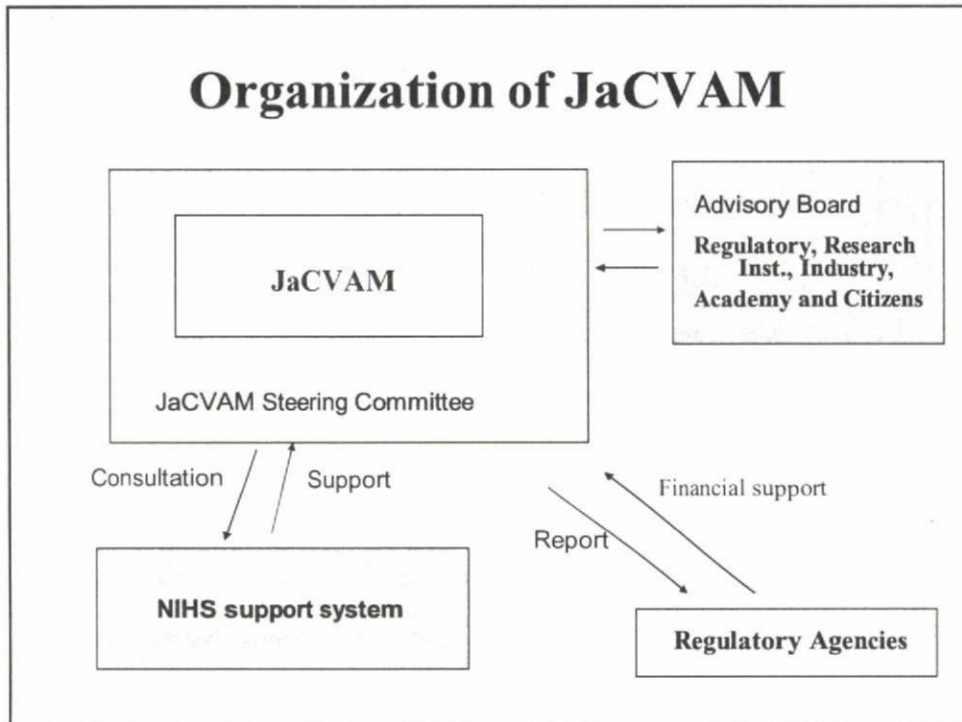 Organization of JaCVAM
JaCVAM
JaCVAM Steering Committee
Advisory Board
Regulatory, Research
Inst., Industry,
Academy and Citizens
Consultation
Support
Financial support
Report
NIHS support system
Regulatory Agencies